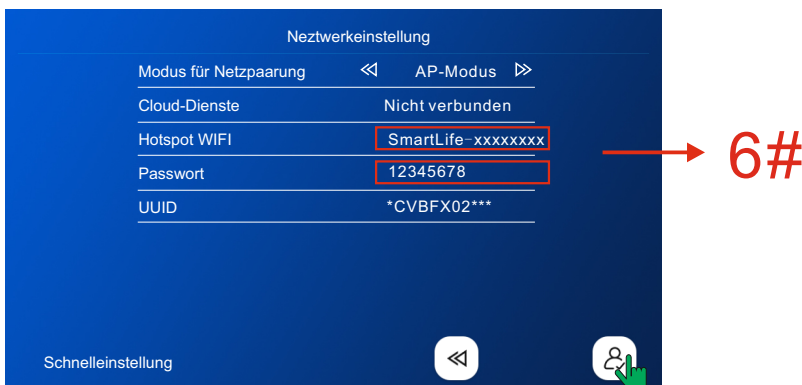 Neztwerkeinstellung
Modus für Netzpaarung AP-Modus
Cloud-Dienste Nicht verbunden
Hotspot WIFI SmartLife-xxxxxxxx
Passwort 12345678
UUID *CVBFX02***
6#
Schnelleinstellung